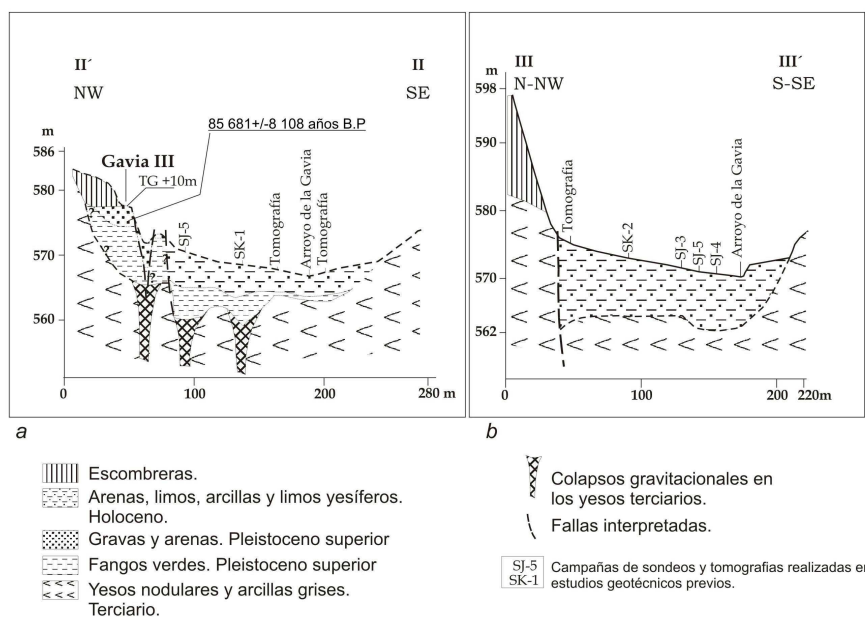 II´
II
NW
SE
85 681+/-8 108 años B.P
m
586
Gavia III
TG +10m
580
570
560
SJ-5
SK-1
Tomografía
Arroyo de la Gavia
Tomografía
?
?
?
0
100
200
280 m
a
III
III´
N-NW
S-SE
m
598
590
580
570
562
Tomografía
SK-2
SJ-3
SJ-5
SJ-4
Arroyo de la Gavia
0
100
200
220m
b
Escombreras.
Arenas, limos, arcillas y limos yesíferos.
Holoceno.
Gravas y arenas. Pleistoceno superior
Fangos verdes. Pleistoceno superior
Yesos nodulares y arcillas grises.
Terciario.
Colapsos gravitacionales en
los yesos terciarios.
Fallas interpretadas.
SJ-5
SK-1
Campañas de sondeos y tomografias realizadas en
estudios geotécnicos previos.